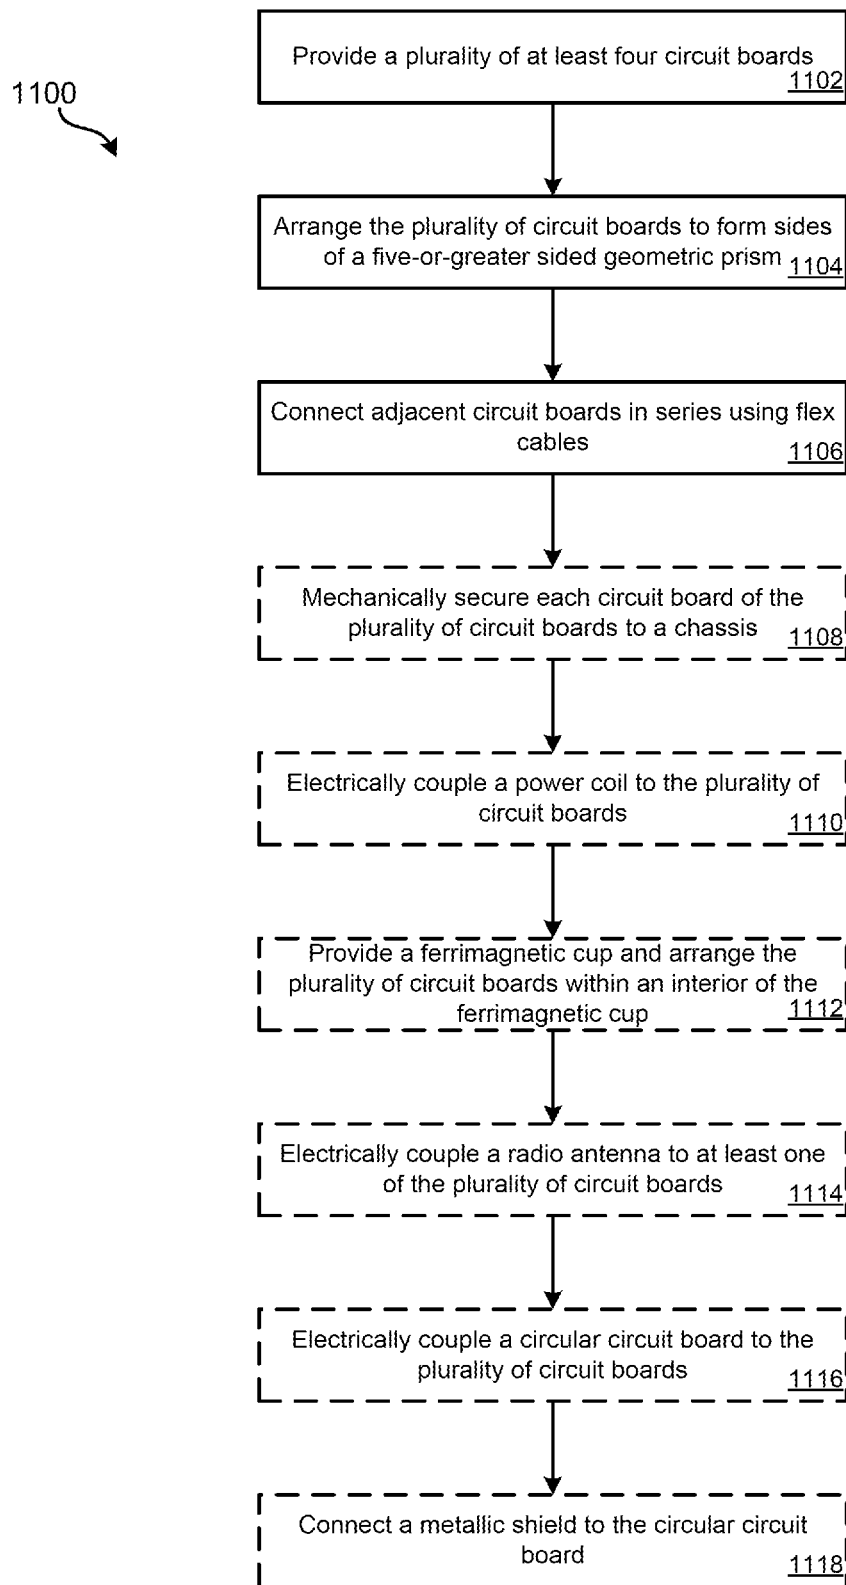 Provide a plurality of at least four circuit boards
1102
1100
Arrange the plurality of circuit boards to form sides
of a five-or-greater sided geometric prism
1104
Connect adjacent circuit boards in series using flex
cables
1106
Mechanically secure each circuit board of the
plurality of circuit boards to a chassis
1108
Electrically couple a power coil to the plurality of
circuit boards
1110
Provide a ferrimagnetic cup and arrange the
plurality of circuit boards within an interior of the
ferrimagnetic cup
1112
Electrically couple a radio antenna to at least one
of the plurality of circuit boards
1114
Electrically couple a circular circuit board to the
plurality of circuit boards
1116
Connect a metallic shield to the circular circuit
board
1118